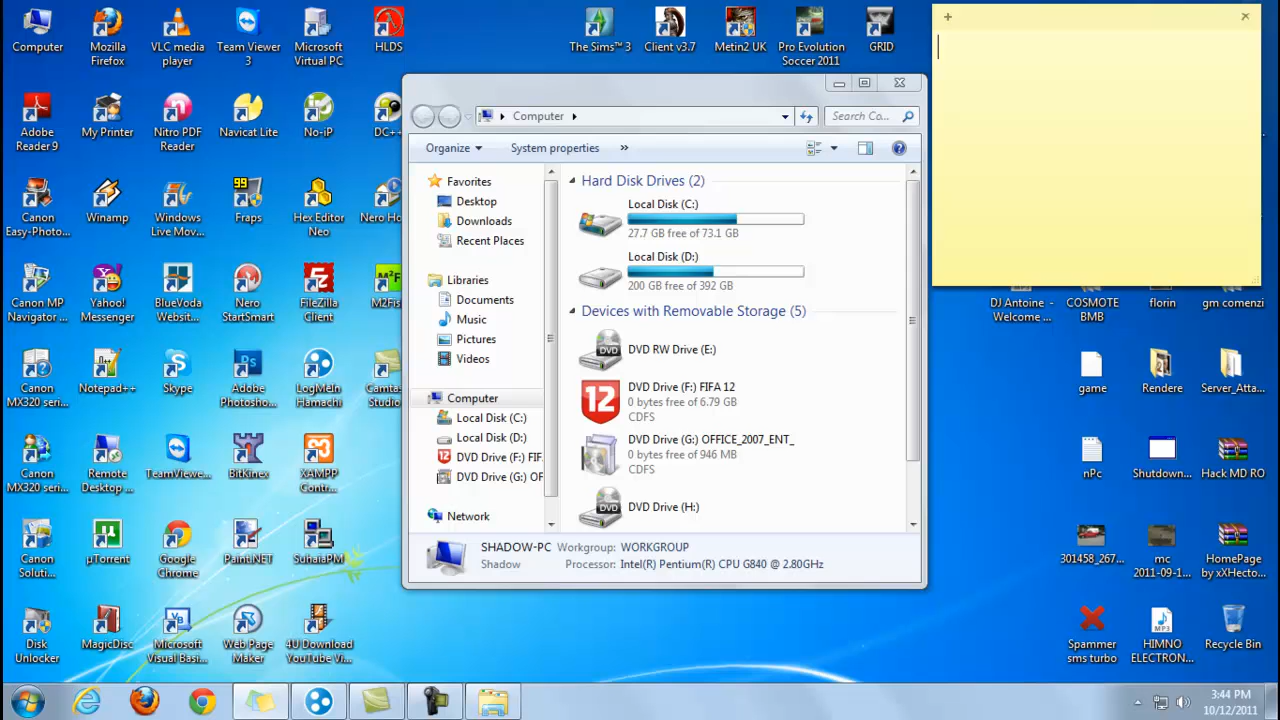 Computer
Mozilla
Firefox
VLC media
player
Team Viewer
3
Microsoft
Virtual PC
HLDS
The Sims™ 3
Client v3.7
Metin2 UK
Pro Evolution
Soccer 2011
GRID
Adobe
Reader 9
My Printer
Nitro PDF
Reader
Navicat Lite
No-iP
DC++
Canon
Easy-Photo...
Winamp
Windows
Live Mov...
99
Fraps
Hex Editor
Neo
Nero Ho
Canon MP
Navigator ...
Yahoo!
Messenger
BlueVoda
Websit...
Nero
StartSmart
FileZilla
Client
M2Fis
Canon
MX320 seri...
Notepad++
Skype
Adobe
Photosho...
LogMeIn
Hamachi
Camtas
Studio
Canon
MX320 seri...
Remote
Desktop ...
TeamViewe...
BitKinex
XAMPP
Contr...
Canon
Soluti...
µTorrent
Google
Chrome
Paint.NET
SuhaiaPM
Disk
Unlocker
MagicDisc
Microsoft
Visual Basi...
Web Page
Maker
4U Download
YouTube Vi...
Computer
Search Co...
Organize
System properties
»
Favorites
Desktop
Downloads
Recent Places
Libraries
Documents
Music
Pictures
Videos
Computer
Local Disk (C:)
Local Disk (D:)
DVD Drive (F:) FIF
DVD Drive (G:) OF
Network
Hard Disk Drives (2)
Local Disk (C:)
27.7 GB free of 73.1 GB
Local Disk (D:)
200 GB free of 392 GB
Devices with Removable Storage (5)
DVD RW Drive (E:)
12
DVD Drive (F:) FIFA 12
0 bytes free of 6.79 GB
CDFS
DVD Drive (G:) OFFICE_2007_ENT_
0 bytes free of 946 MB
CDFS
DVD Drive (H:)
SHADOW-PC Workgroup: WORKGROUP
Shadow Processor: Intel(R) Pentium(R) CPU G840 @ 2.80GHz
DJ Antoine -
Welcome ...
COSMOTE
BMB
florin
gm comenzi
game
Rendere
Server_Atta...
nPc
Shutdown...
Hack MD RO
301458_267...
mc
2011-09-1...
HomePage
by xXHecto...
Spammer
sms turbo
HIMNO
ELECTRON...
Recycle Bin
3:44 PM
10/12/2011